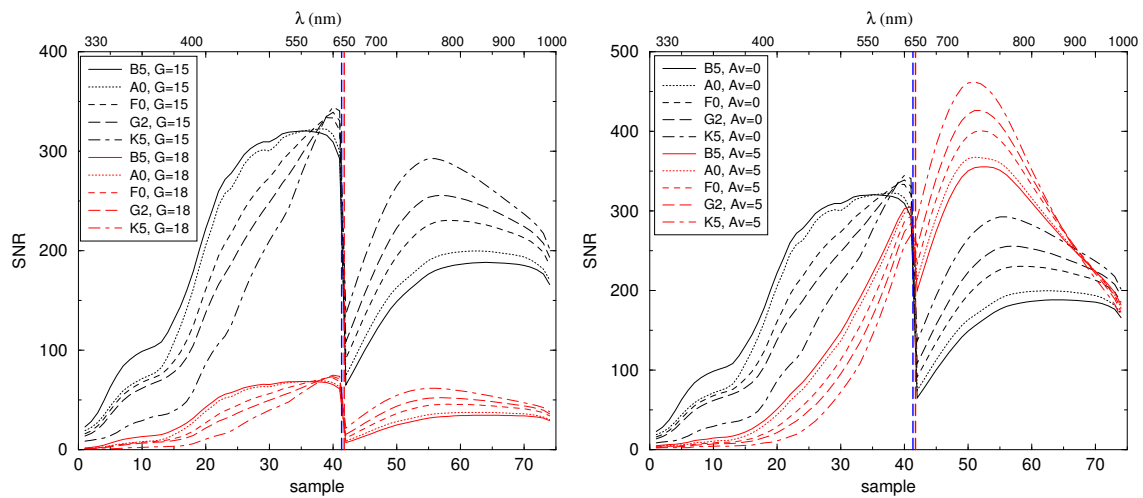 λ (nm)
330 400 550 650 700 800 900 1000
400
300
200
100
0
SNR
B5, G=15
A0, G=15
F0, G=15
G2, G=15
K5, G=15
B5, G=18
A0, G=18
F0, G=18
G2, G=18
K5, G=18
0 10 20 30 40 50 60 70
sample
λ (nm)
330 400 550 650 700 800 900 1000
500
400
300
200
100
0
SNR
B5, Av=0
A0, Av=0
F0, Av=0
G2, Av=0
K5, Av=0
B5, Av=5
A0, Av=5
F0, Av=5
G2, Av=5
K5, Av=5
0 10 20 30 40 50 60 70
sample